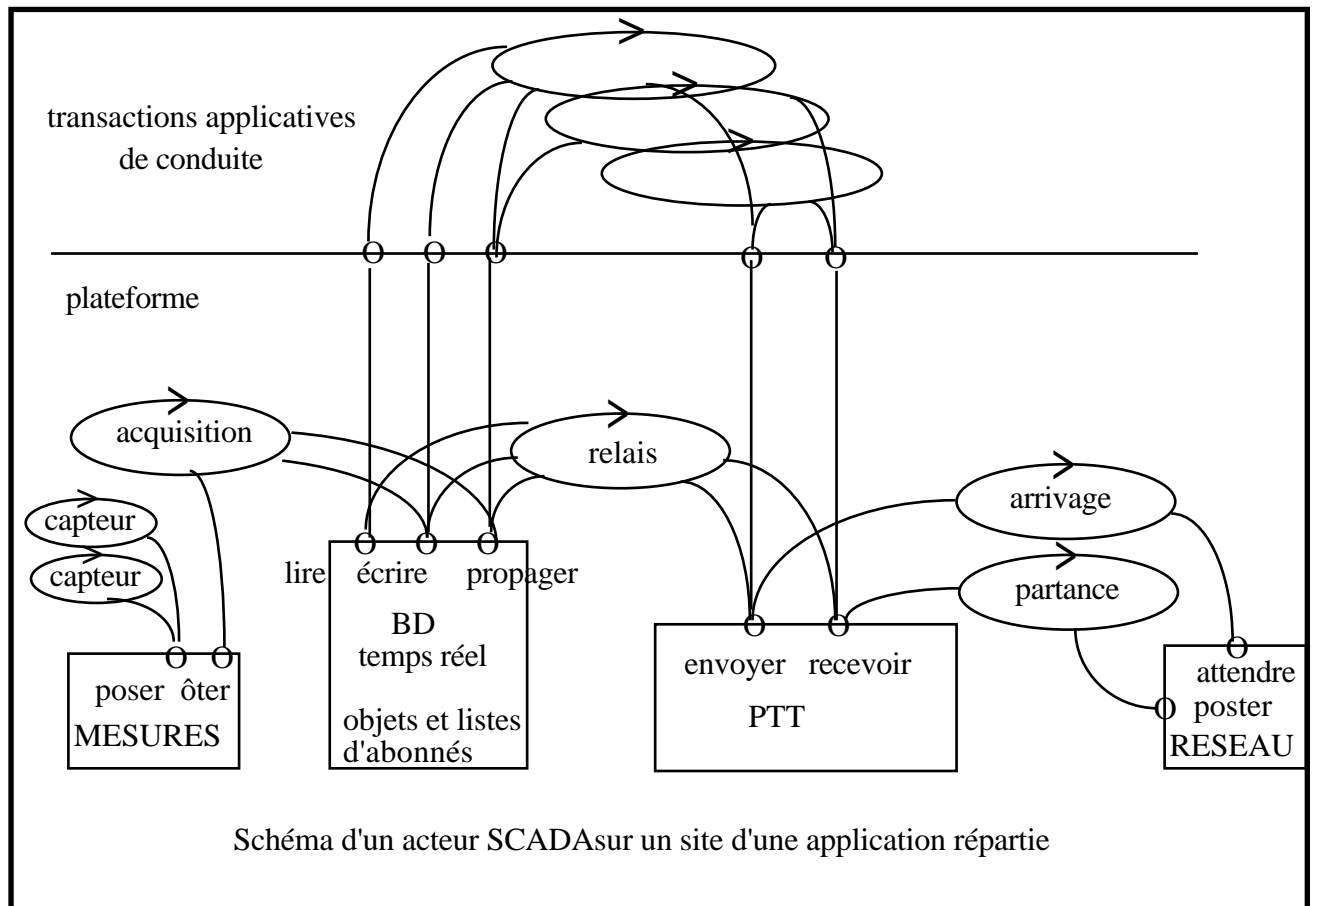 transactions applicatives
de conduite
plateforme
acquisition
relais
arrivage
capteur
capteur
partance
lire écrire propager
BD
temps réel
objets et listes
d'abonnés
poser ôter
MESURES
envoyer recevoir
PTT
attendre
poster
RESEAU
Schéma d'un acteur SCADAsur un site d'une application répartie